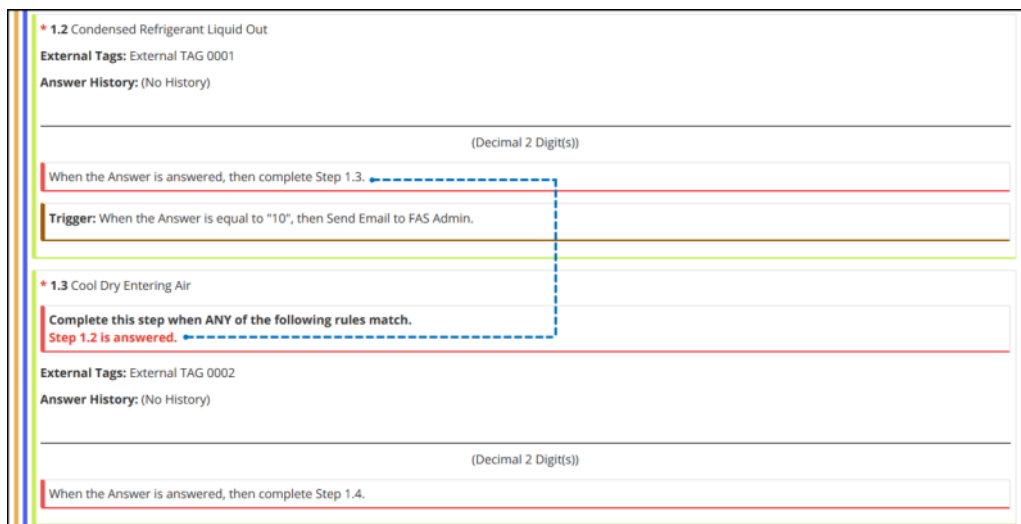 * 1.2 Condensed Refrigerant Liquid Out
External Tags: External TAG 0001
Answer History: (No History)
(Decimal 2 Digit(s))
When the Answer is answered, then complete Step 1.3.
Trigger: When the Answer is equal to "10", then Send Email to FAS Admin.
* 1.3 Cool Dry Entering Air
Complete this step when ANY of the following rules match.
Step 1.2 is answered.
External Tags: External TAG 0002
Answer History: (No History)
(Decimal 2 Digit(s))
When the Answer is answered, then complete Step 1.4.